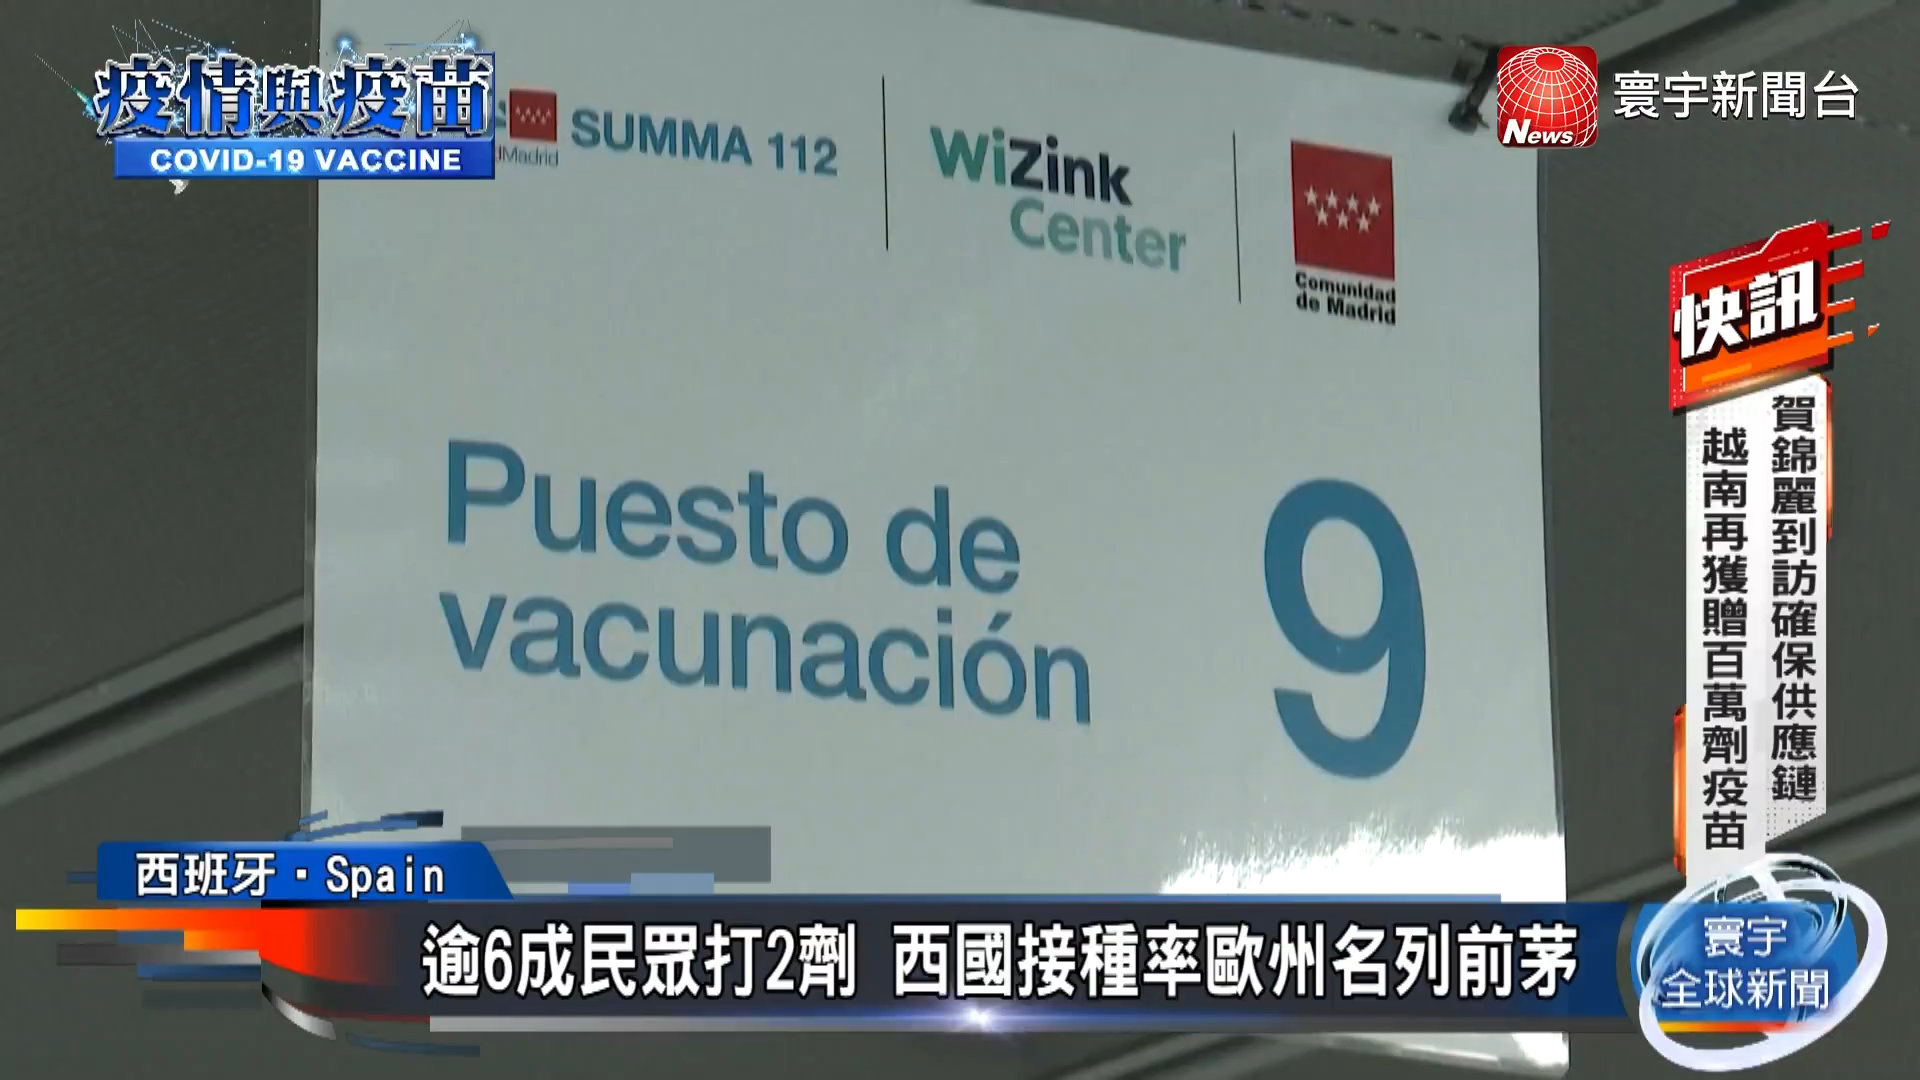 疫情與疫苗
COVID-19 VACCINE
News
寰宇新聞台
Madrid
SUMMA 112
WiZink
Center
Comunidad
de Madrid
Puesto de
vacunación
9
快訊
賀錦麗到訪確保供應鏈
越南再獲贈百萬劑疫苗
西班牙·Spain
逾6成民眾打2劑 西國接種率歐州名列前茅
寰宇
全球新聞